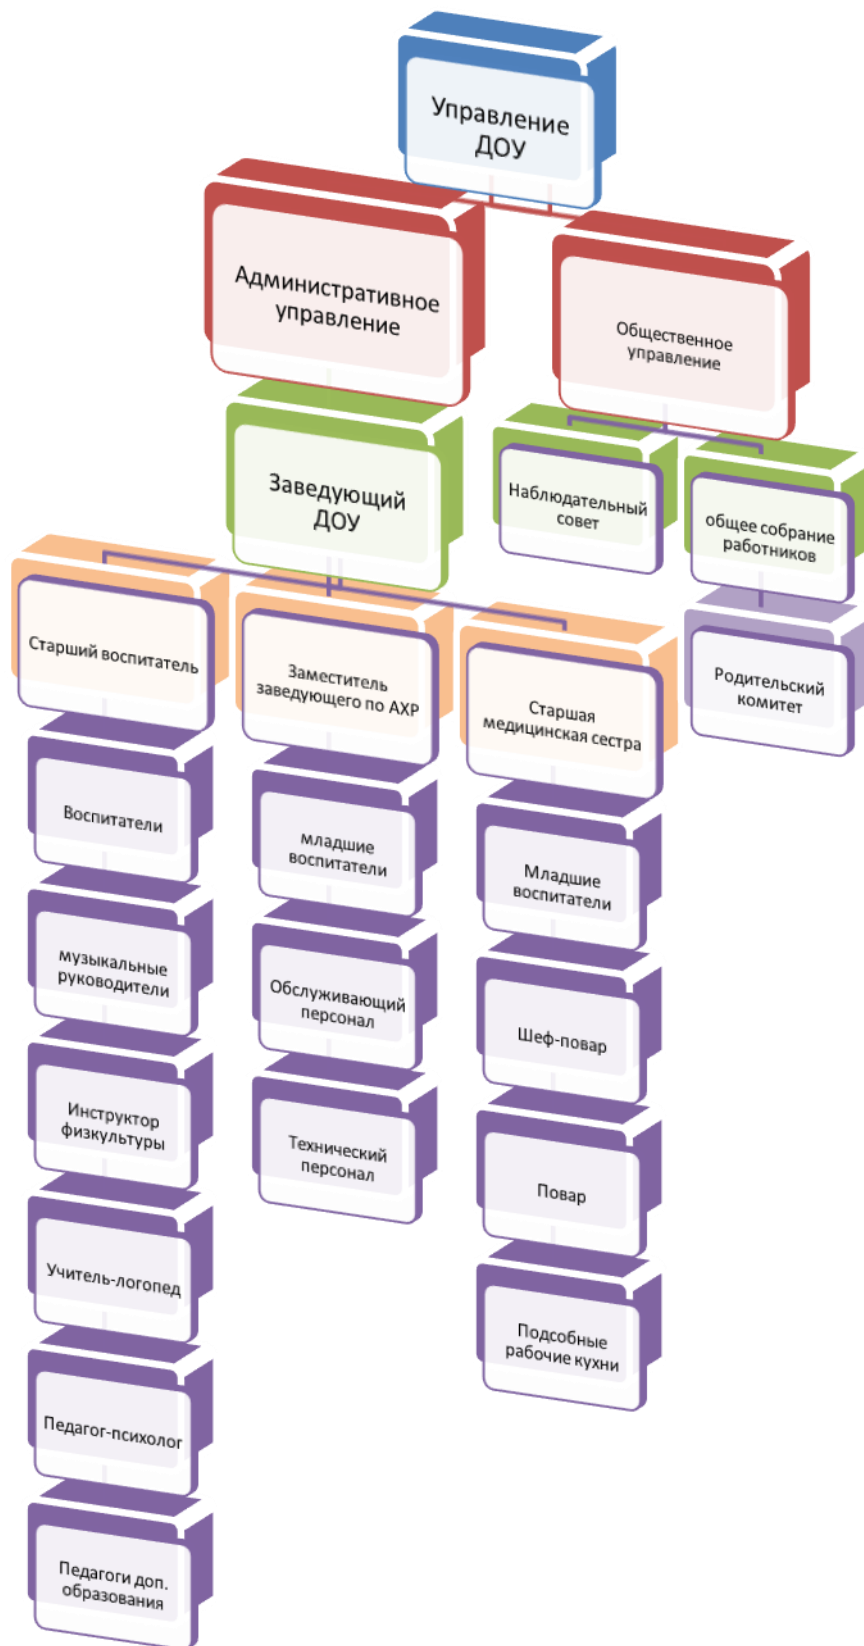 Управление
ДОУ
Административное
управление
Общественное
управление
Заведующий
ДОУ
Наблюдательный
совет
общее собрание
работников
Старший воспитатель
Заместитель
заведующего по АХР
Старшая
медицинская сестра
Родительский
комитет
Воспитатели
музыкальные
руководители
Инструктор
физкультуры
Учитель-логопед
Педагог-психолог
Педагоги доп.
образования
младшие
воспитатели
Обслуживающий
персонал
Технический
персонал
Младшие
воспитатели
Шеф-повар
Повар
Подсобные
рабочие кухни